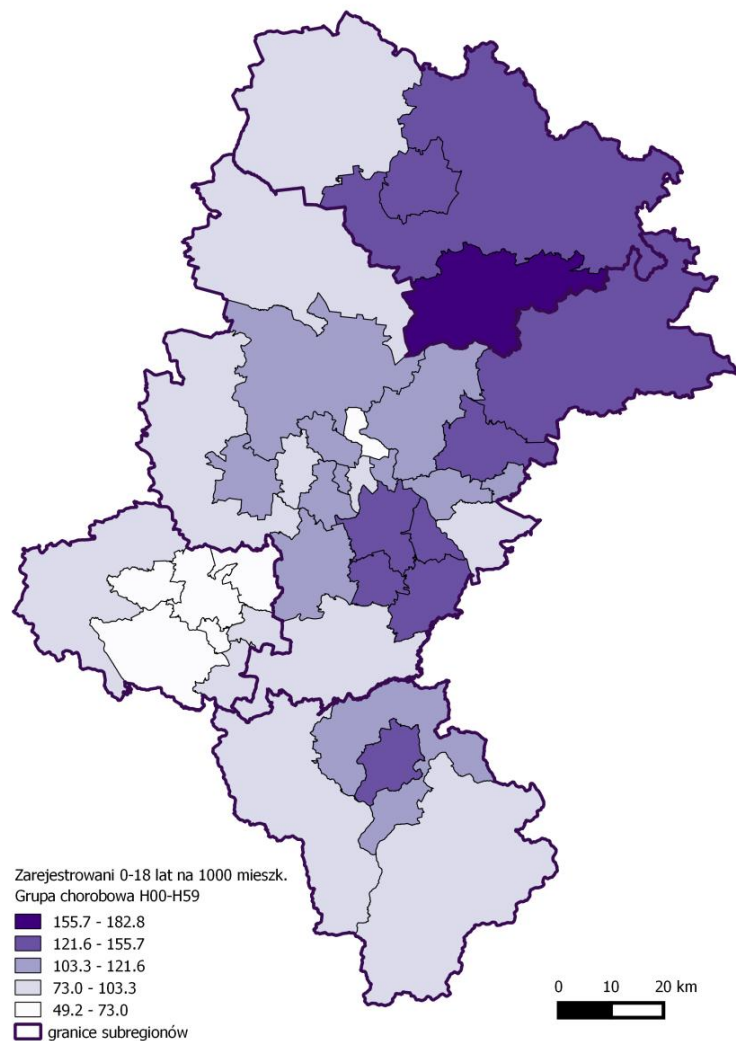 Zarejestrowani 0-18 lat na 1000 mieszk.
Grupa chorobowa H00-H59
155.7 - 182.8
121.6 - 155.7
103.3 - 121.6
73.0 - 103.3
49.2 - 73.0
granice subregionów
0 10 20 km